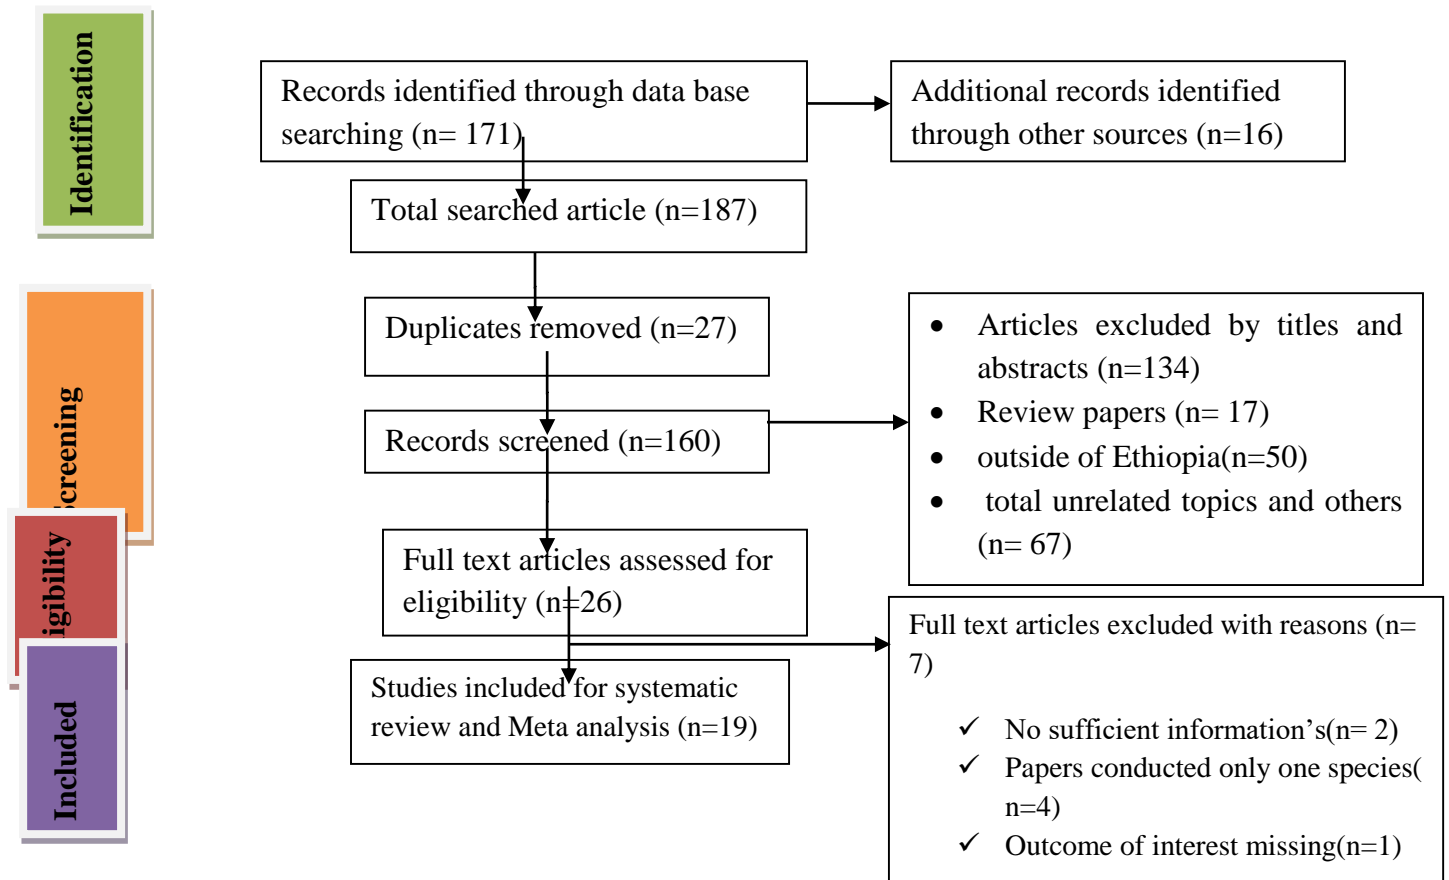 Identification
Records identified through data base
searching (n= 171)
Additional records identified
through other sources (n=16)
Total searched article (n=187)
Screening
Duplicates removed (n=27)
Records screened (n=160)
• Articles excluded by titles and
abstracts (n=134)
• Review papers (n= 17)
• outside of Ethiopia(n=50)
• total unrelated topics and others
(n= 67)
igibility
Full text articles assessed for
eligibility (n=26)
Full text articles excluded with reasons (n=
7)
✓ No sufficient information’s(n= 2)
✓ Papers conducted only one species(
n=4)
✓ Outcome of interest missing(n=1)
Included
Studies included for systematic
review and Meta analysis (n=19)